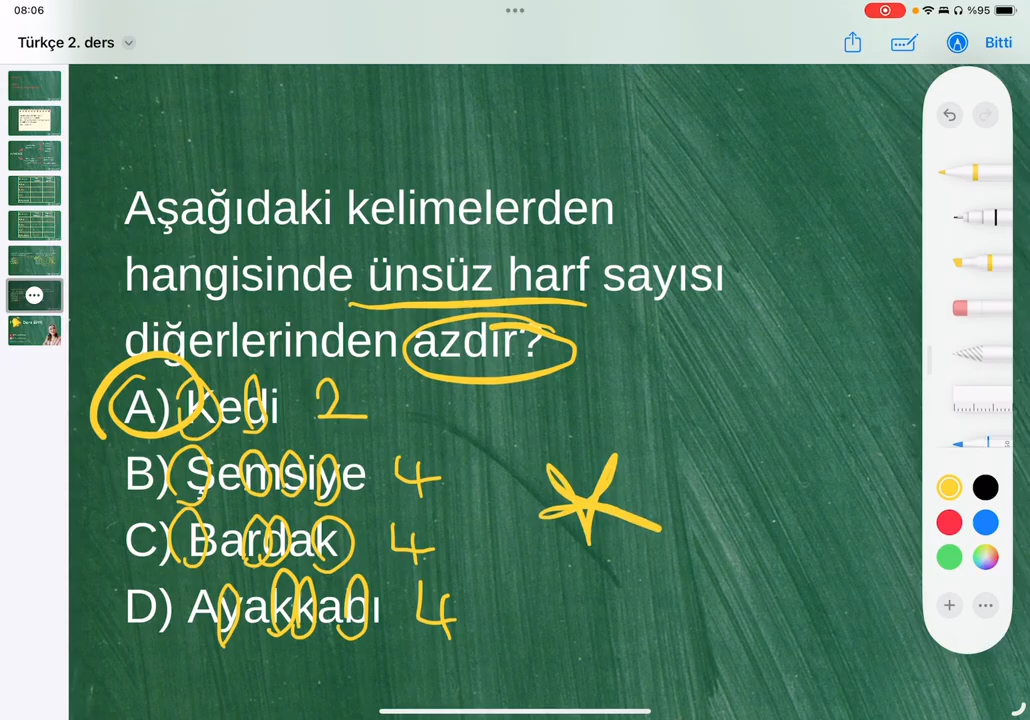 08:06
%95
Türkçe 2. ders
Bitti
Aşağıdaki kelimelerden
hangisinde ünsüz harf sayısı
diğerlerinden azdır?
A) Kedi 2
B) Şemsiye 4
C) Bardak 4
D) Ayakkabı 4